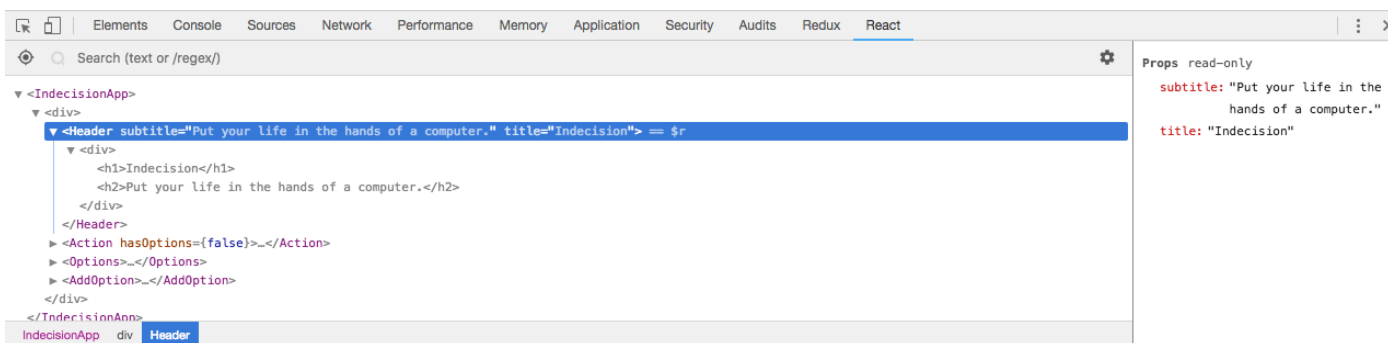 Elements Console Sources Network Performance Memory Application Security Audits Redux React
Search (text or /regex/)
▼ <IndecisionApp>
▼ <div>
▼ <Header subtitle="Put your life in the hands of a computer." title="Indecision"> == $r
▼ <div>
<h1>Indecision</h1>
<h2>Put your life in the hands of a computer.</h2>
</div>
</Header>
▶ <Action hasOptions={false}>…</Action>
▶ <Options>…</Options>
▶ <AddOption>…</AddOption>
</div>
</IndecisionApp>
IndecisionApp div Header
Props read-only
subtitle: "Put your life in the
hands of a computer."
title: "Indecision"